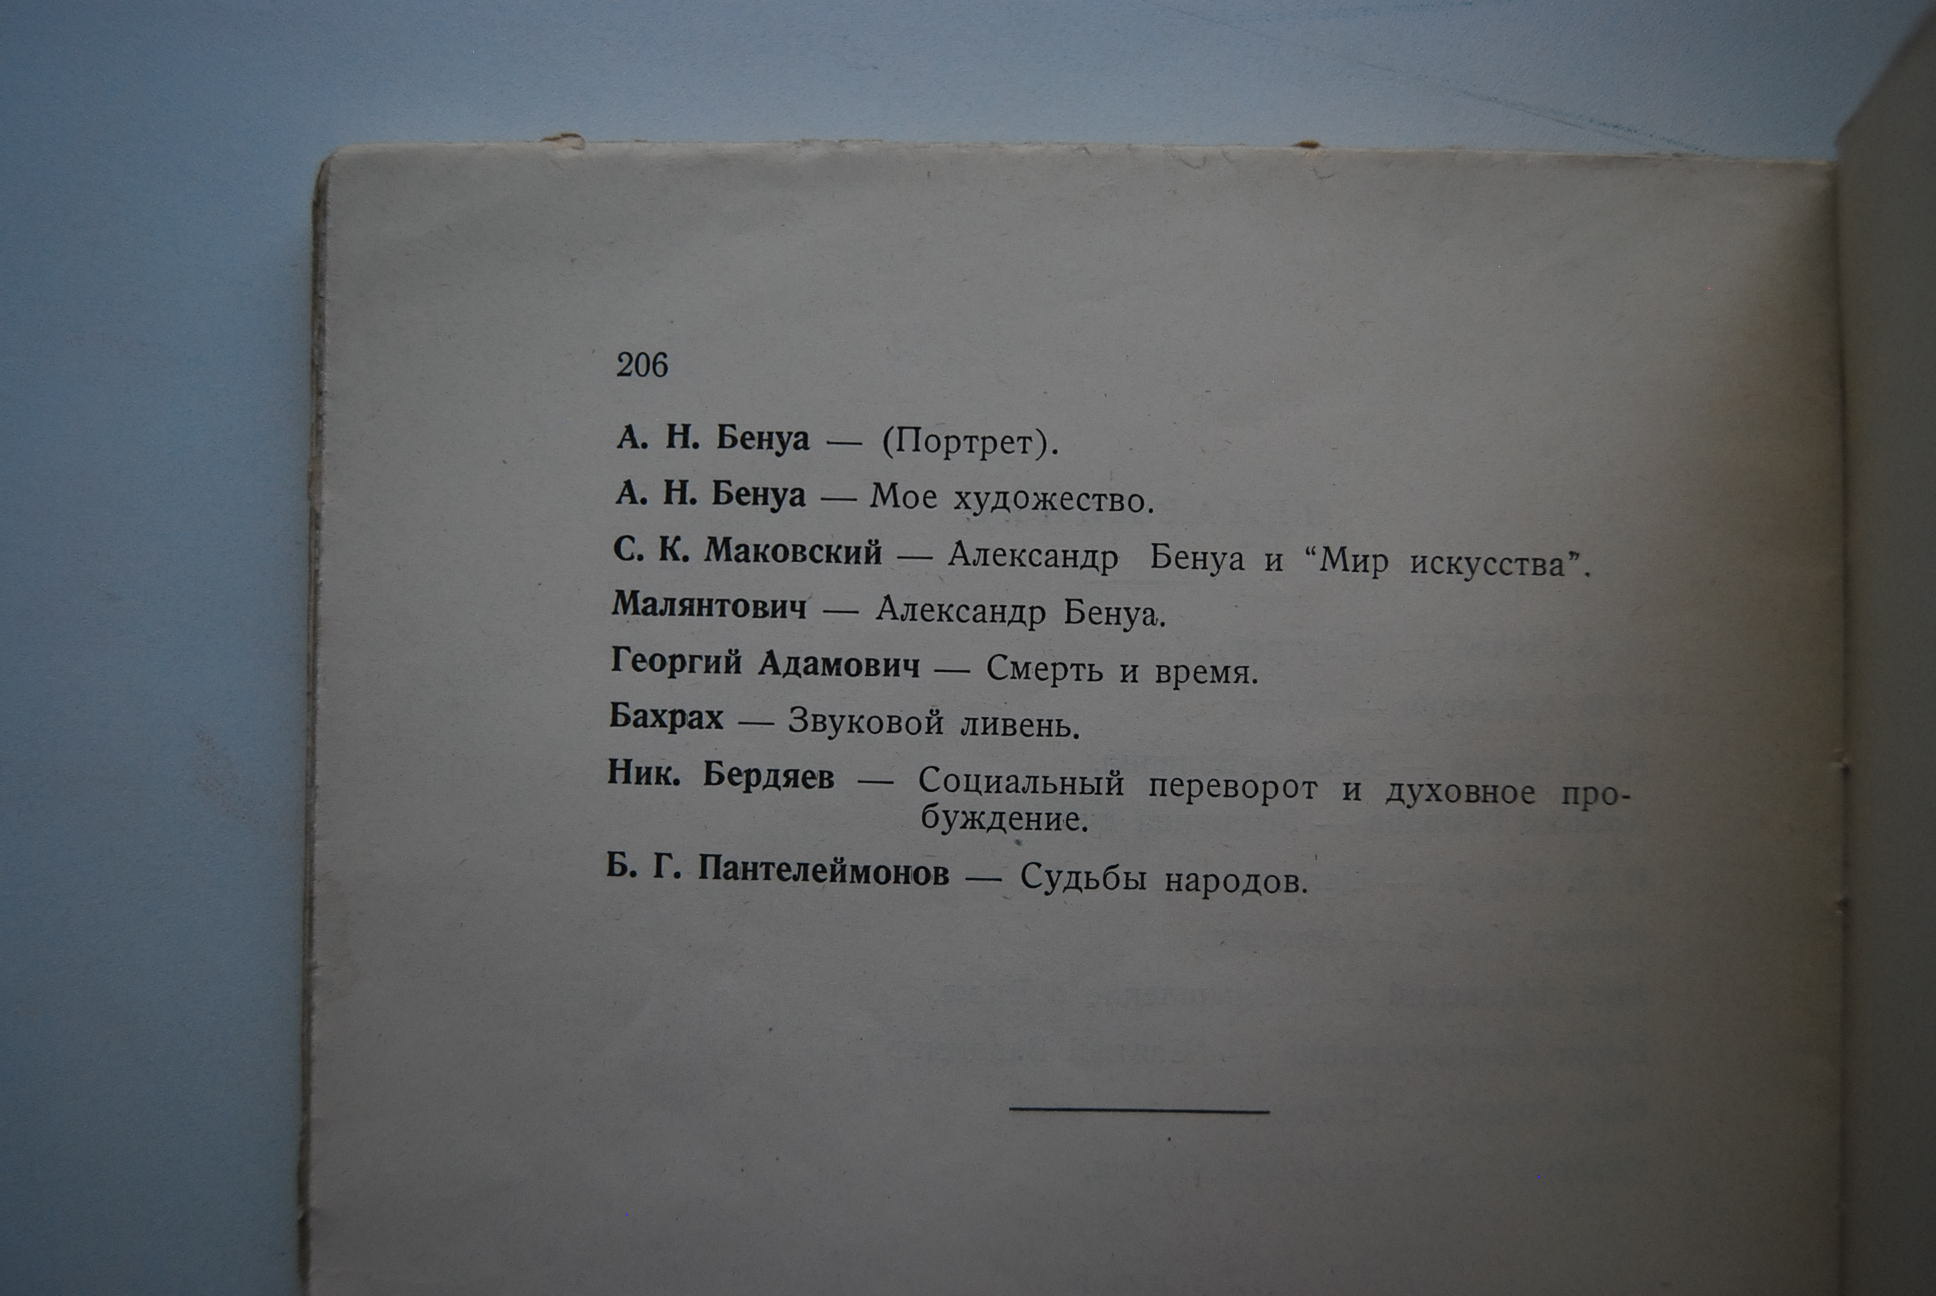 206
А. Н. Бенуа — (Портрет).
А. Н. Бенуа — Мое художество.
С. К. Маковский — Александр Бенуа и “Мир искусства”.
Малянтович — Александр Бенуа.
Георгий Адамович — Смерть и время.
Бахрах — Звуковой ливень.
Ник. Бердяев — Социальный переворот и духовное про-
буждение.
Б. Г. Пантелеймонов — Судьбы народов.